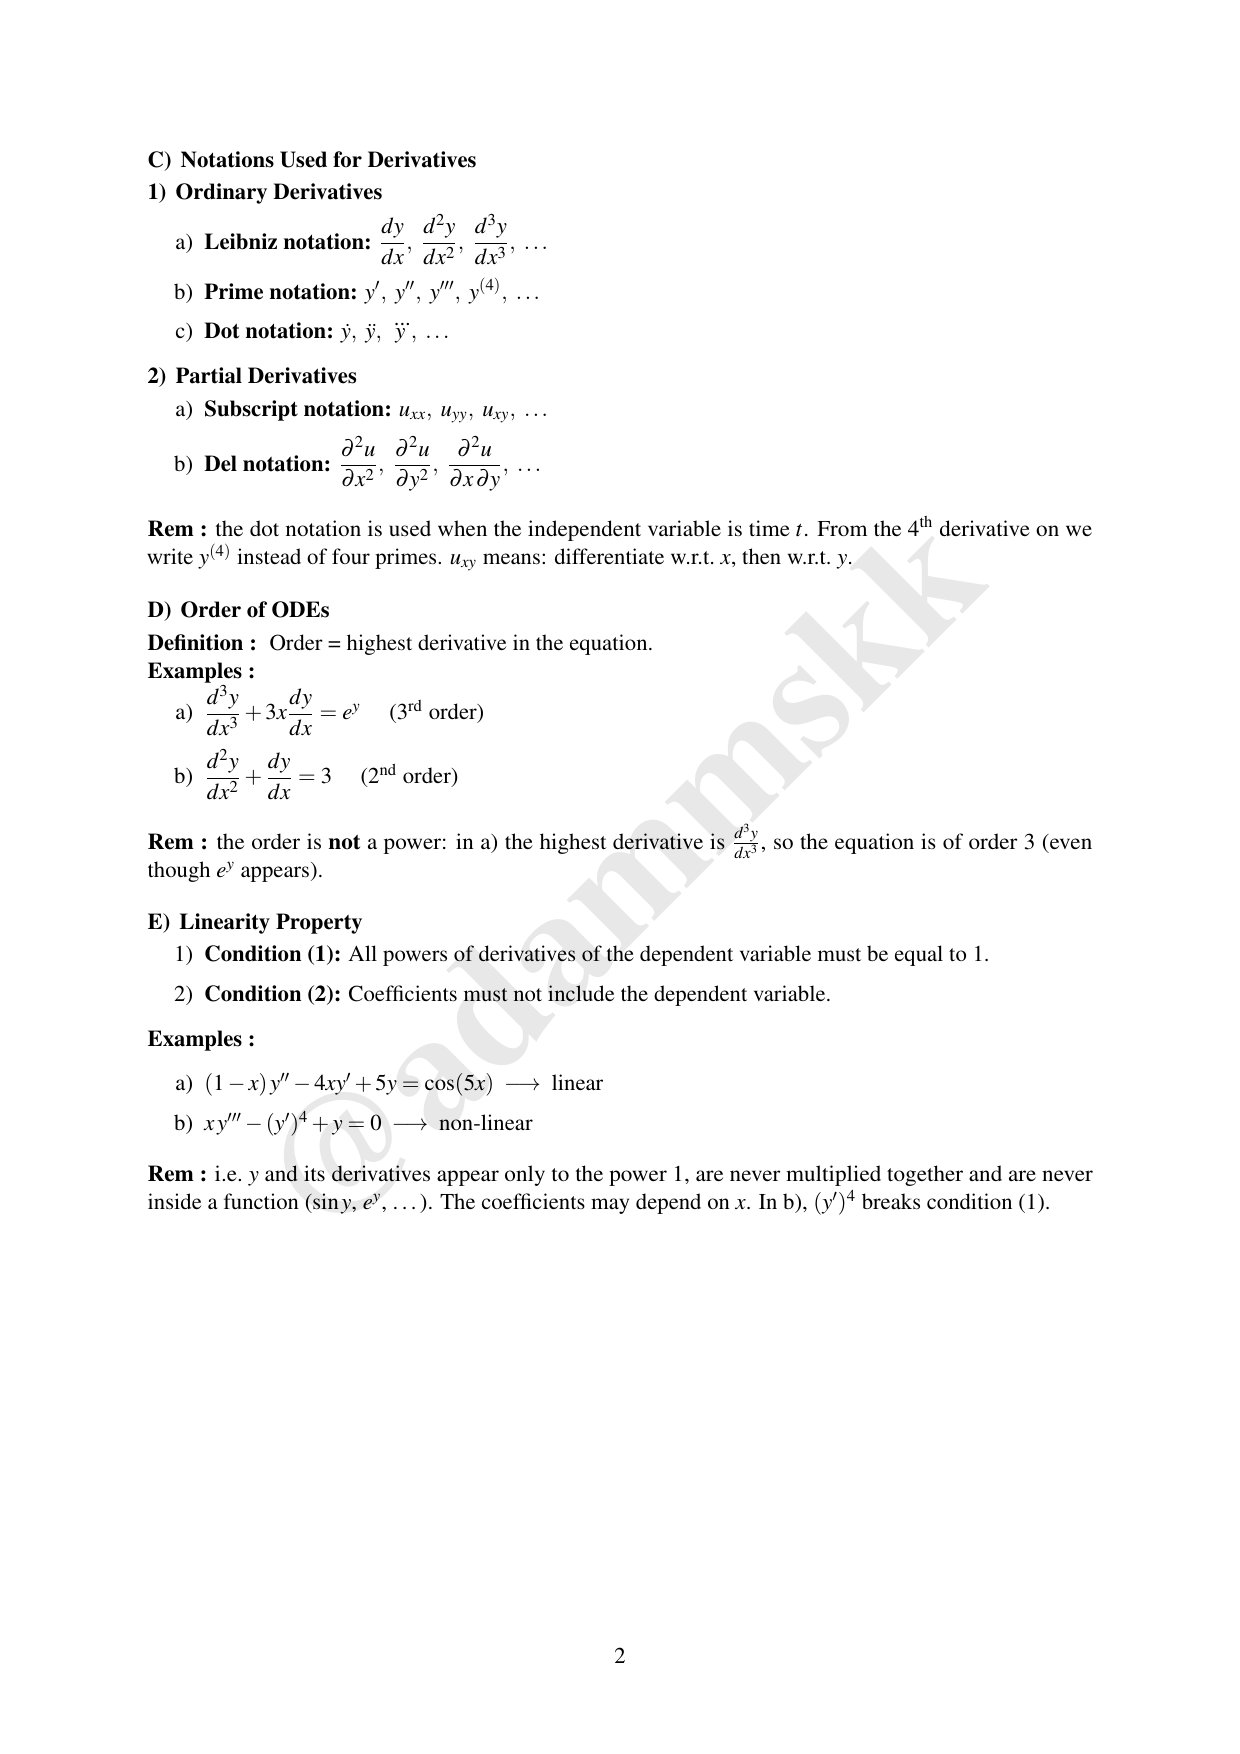 C) Notations Used for Derivatives
1) Ordinary Derivatives
a) Leibniz notation: dy/dx, d²y/dx², d³y/dx³, …
b) Prime notation: y′, y″, y‴, y⁽⁴⁾, …
c) Dot notation: ẏ, ÿ, y⃛, …
2) Partial Derivatives
a) Subscript notation: u_xx, u_yy, u_xy, …
b) Del notation: ∂²u/∂x², ∂²u/∂y², ∂²u/∂x∂y, …
Rem : the dot notation is used when the independent variable is time t. From the 4th derivative on we
write y⁽⁴⁾ instead of four primes. u_xy means: differentiate w.r.t. x, then w.r.t. y.
D) Order of ODEs
Definition : Order = highest derivative in the equation.
Examples :
a) d³y/dx³ + 3x dy/dx = e^y (3rd order)
b) d²y/dx² + dy/dx = 3 (2nd order)
Rem : the order is not a power: in a) the highest derivative is d³y/dx³, so the equation is of order 3 (even
though e^y appears).
E) Linearity Property
1) Condition (1): All powers of derivatives of the dependent variable must be equal to 1.
2) Condition (2): Coefficients must not include the dependent variable.
Examples :
a) (1 − x) y″ − 4xy′ + 5y = cos(5x) ⟶ linear
b) x y‴ − (y′)⁴ + y = 0 ⟶ non-linear
Rem : i.e. y and its derivatives appear only to the power 1, are never multiplied together and are never
inside a function (sin y, e^y, …). The coefficients may depend on x. In b), (y′)⁴ breaks condition (1).
@adammskk
2